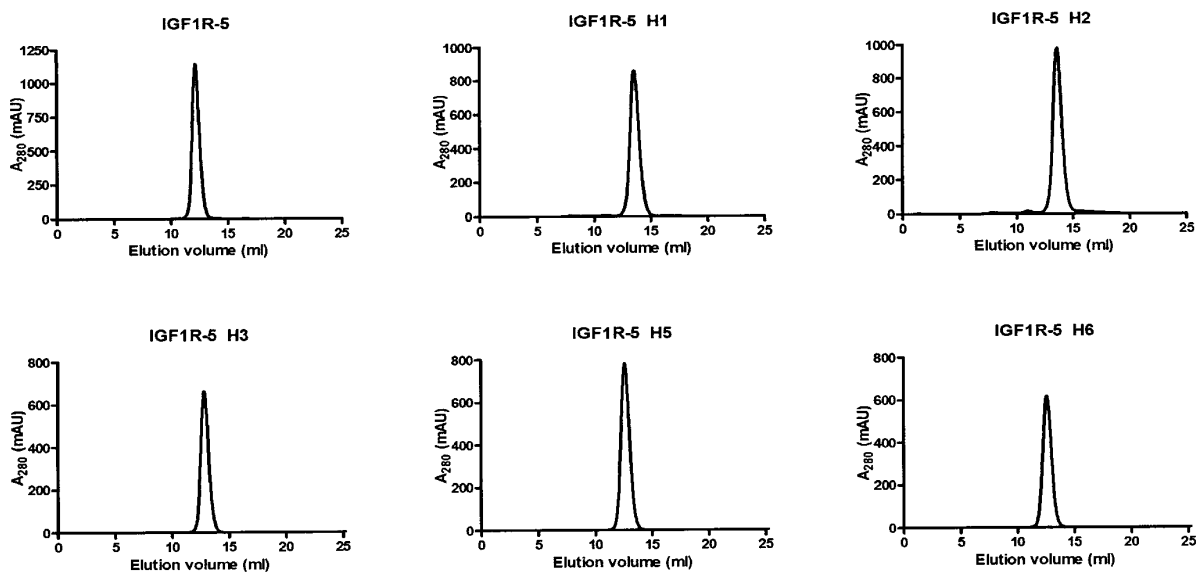 IGF1R-5
1250
1000
750
500
250
0
A280 (mAU)
0 5 10 15 20 25
Elution volume (ml)
IGF1R-5 H1
1000
800
600
400
200
0
A280 (mAU)
0 5 10 15 20 25
Elution volume (ml)
IGF1R-5 H2
1000
800
600
400
200
0
A280 (mAU)
0 5 10 15 20 25
Elution volume (ml)
IGF1R-5 H3
800
600
400
200
0
A280 (mAU)
0 5 10 15 20 25
Elution volume (ml)
IGF1R-5 H5
800
600
400
200
0
A280 (mAU)
0 5 10 15 20 25
Elution volume (ml)
IGF1R-5 H6
800
600
400
200
0
A280 (mAU)
0 5 10 15 20 25
Elution volume (ml)